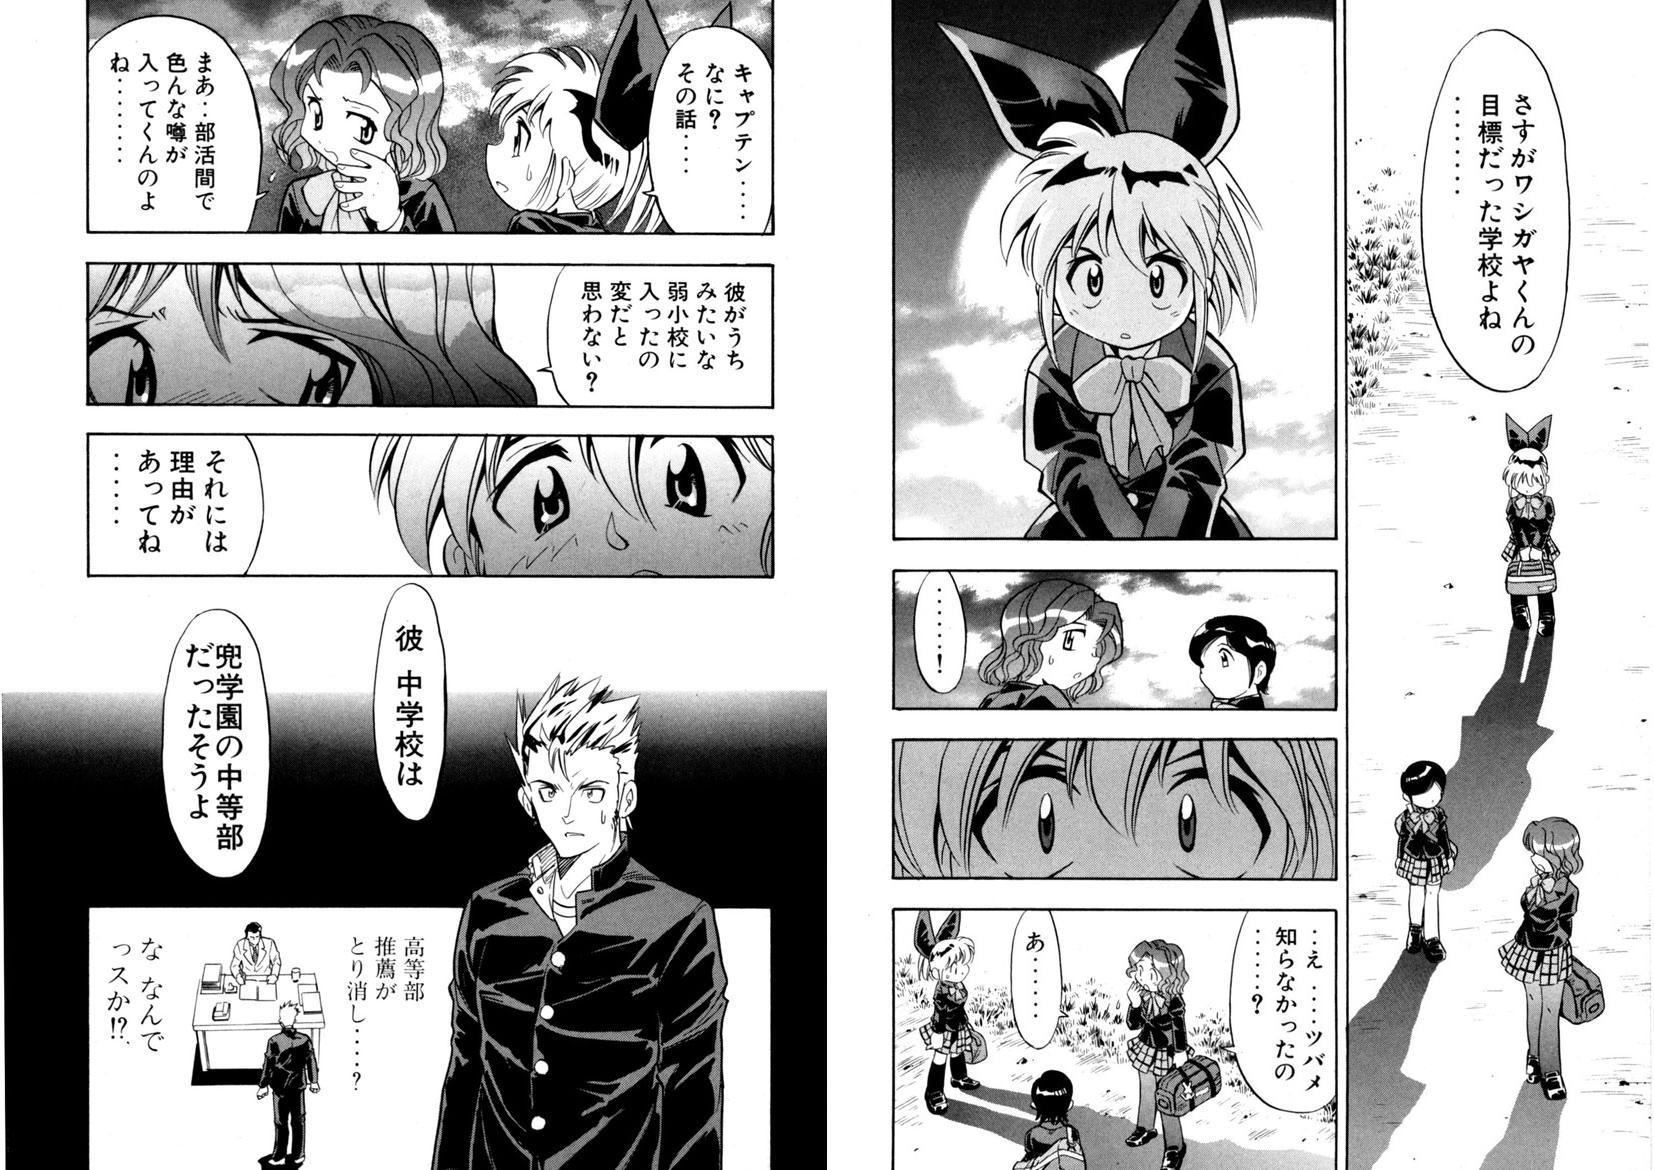 さすがワシガヤくんの
目標だった学校よね
・・・・・・・・
・・・・・・・！
‥え‥‥ツバメ
知らなかったの
・・・・・？
あ・・・・・
キャプテン‥‥
なに？
その話‥‥
まあ‥部活間で
色んな噂が
入ってくんのよ
ね・・・・・・・
彼がうち
みたいな
弱小校に
入ったの
変だと
思わない？
それには
理由が
あってね
・・・・・
彼 中学校は
兜学園の中等部
だったそうよ
高等部
推薦が
とり消し‥‥？
な なんで
っスか!?